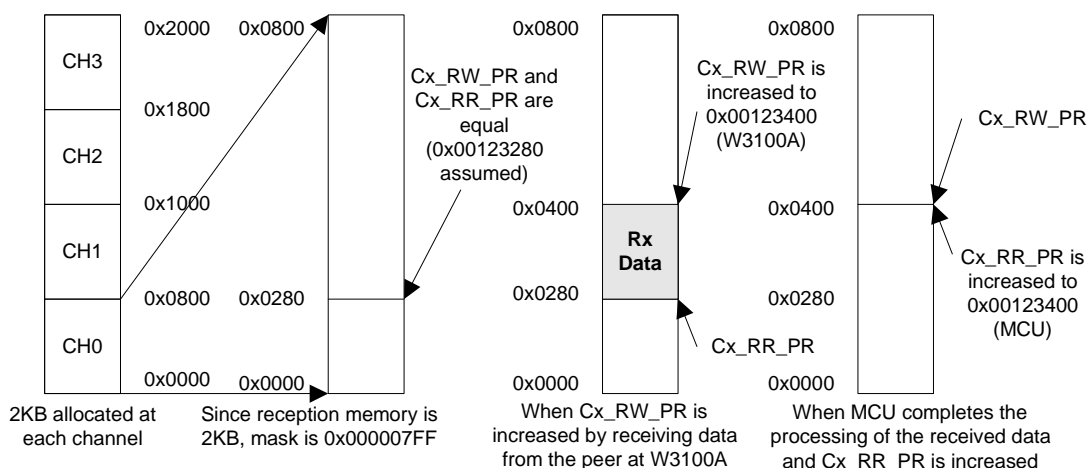 CH3
CH2
CH1
CH0
0x2000
0x1800
0x1000
0x0800
0x0000
2KB allocated at
each channel
0x0800
0x0280
0x0000
Cx_RW_PR and
Cx_RR_PR are
equal
(0x00123280
assumed)
Since reception memory is
2KB, mask is 0x000007FF
0x0800
0x0400
0x0280
0x0000
Rx
Data
Cx_RW_PR is
increased to
0x00123400
(W3100A)
Cx_RR_PR
When Cx_RW_PR is
increased by receiving data
from the peer at W3100A
0x0800
0x0400
0x0280
0x0000
Cx_RW_PR
Cx_RR_PR is
increased to
0x00123400
(MCU)
When MCU completes the
processing of the received data
and Cx_RR_PR is increased